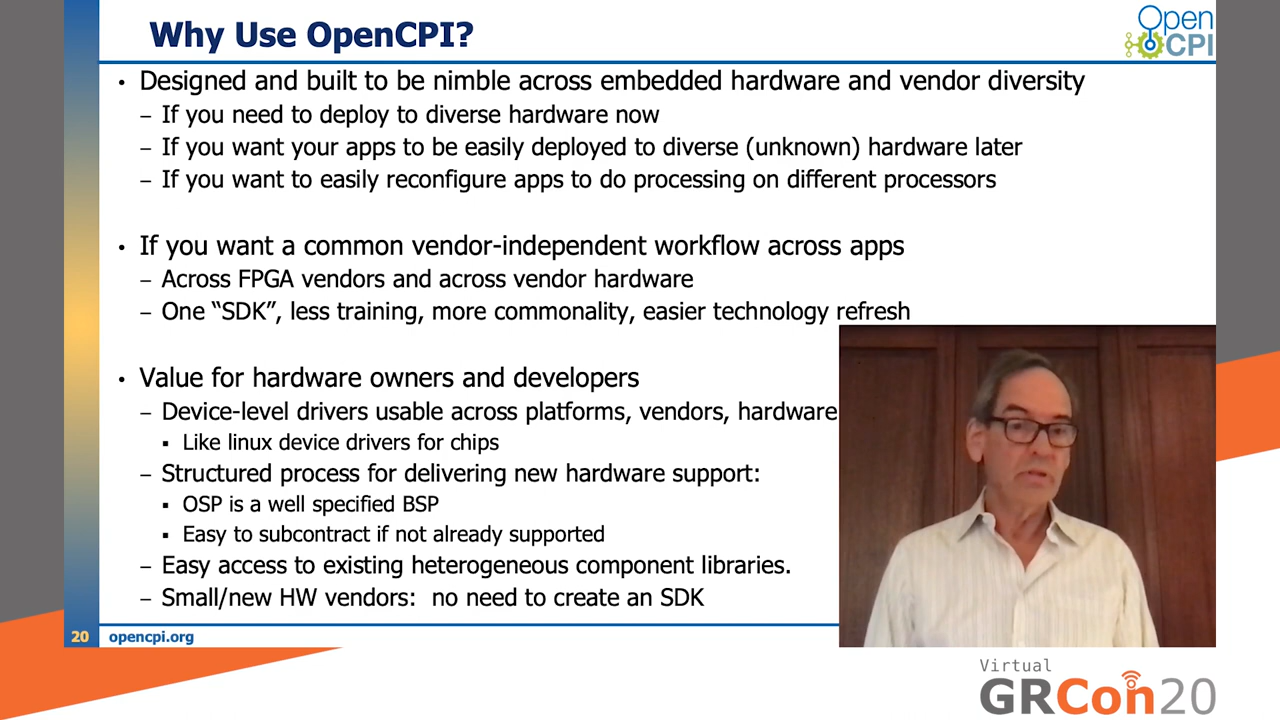 Why Use OpenCPI?
Open
CPI
• Designed and built to be nimble across embedded hardware and vendor diversity
– If you need to deploy to diverse hardware now
– If you want your apps to be easily deployed to diverse (unknown) hardware later
– If you want to easily reconfigure apps to do processing on different processors
• If you want a common vendor-independent workflow across apps
– Across FPGA vendors and across vendor hardware
– One “SDK”, less training, more commonality, easier technology refresh
• Value for hardware owners and developers
– Device-level drivers usable across platforms, vendors, hardware
▪ Like linux device drivers for chips
– Structured process for delivering new hardware support:
▪ OSP is a well specified BSP
▪ Easy to subcontract if not already supported
– Easy access to existing heterogeneous component libraries.
– Small/new HW vendors: no need to create an SDK
20 opencpi.org
Virtual
GRCon20